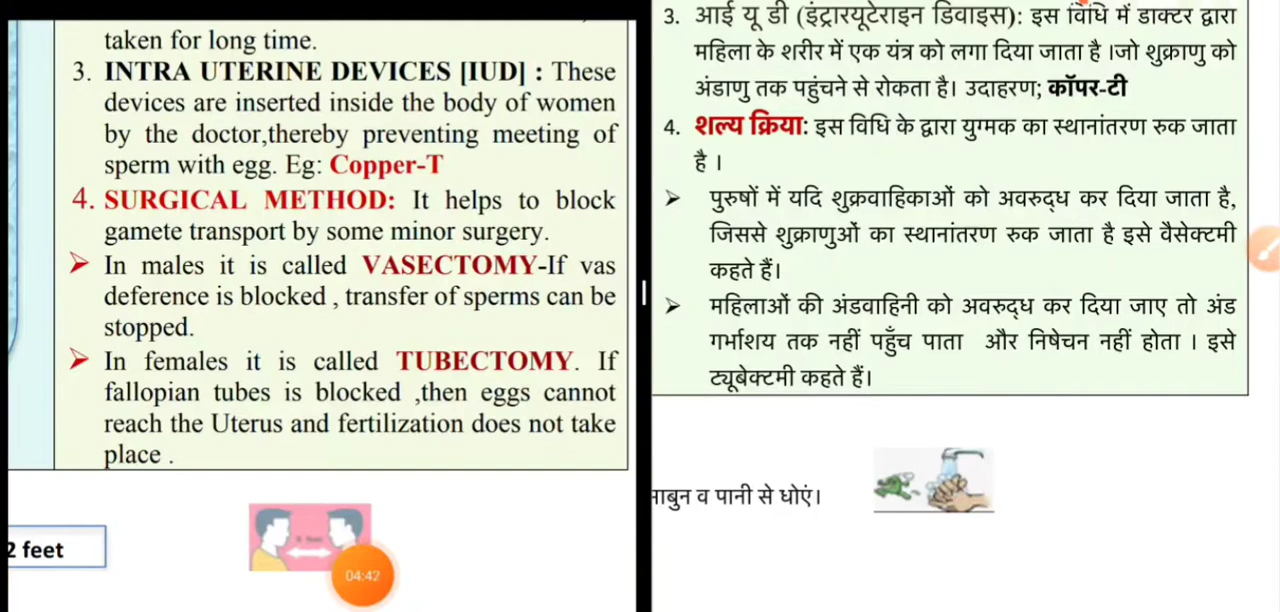 taken for long time.
3. INTRA UTERINE DEVICES [IUD] : These
devices are inserted inside the body of women
by the doctor,thereby preventing meeting of
sperm with egg. Eg: Copper-T
4. SURGICAL METHOD: It helps to block
gamete transport by some minor surgery.
➢ In males it is called VASECTOMY-If vas
deference is blocked , transfer of sperms can be
stopped.
➢ In females it is called TUBECTOMY. If
fallopian tubes is blocked ,then eggs cannot
reach the Uterus and fertilization does not take
place .
2 feet
04:42
3. आई यू डी (इंट्रारयूटेराइन डिवाइस): इस विधि में डाक्टर द्वारा
महिला के शरीर में एक यंत्र को लगा दिया जाता है ।जो शुक्राणु को
अंडाणु तक पहुंचने से रोकता है। उदाहरण; कॉपर-टी
4. शल्य क्रिया: इस विधि के द्वारा युग्मक का स्थानांतरण रुक जाता
है ।
➢ पुरुषों में यदि शुक्रवाहिकाओं को अवरुद्ध कर दिया जाता है,
जिससे शुक्राणुओं का स्थानांतरण रुक जाता है इसे वैसेक्टमी
कहते हैं।
➢ महिलाओं की अंडवाहिनी को अवरुद्ध कर दिया जाए तो अंड
गर्भाशय तक नहीं पहुँच पाता और निषेचन नहीं होता । इसे
ट्यूबेक्टमी कहते हैं।
व पानी से धोएं।